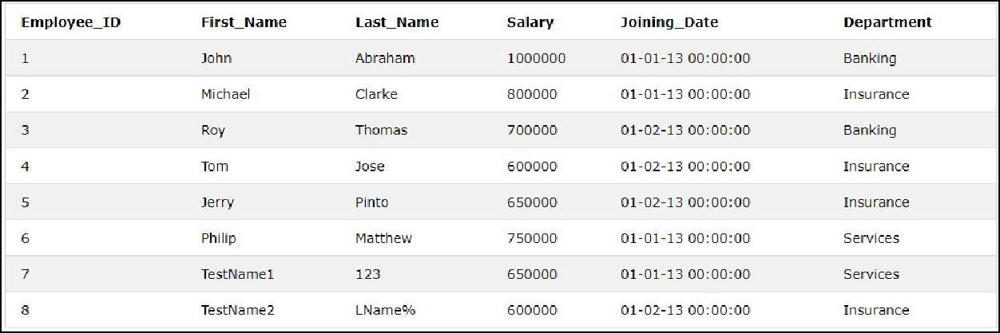 Employee_ID First_Name Last_Name Salary Joining_Date Department
1 John Abraham 1000000 01-01-13 00:00:00 Banking
2 Michael Clarke 800000 01-01-13 00:00:00 Insurance
3 Roy Thomas 700000 01-02-13 00:00:00 Banking
4 Tom Jose 600000 01-02-13 00:00:00 Insurance
5 Jerry Pinto 650000 01-02-13 00:00:00 Insurance
6 Philip Matthew 750000 01-01-13 00:00:00 Services
7 TestName1 123 650000 01-01-13 00:00:00 Services
8 TestName2 LName% 600000 01-02-13 00:00:00 Insurance